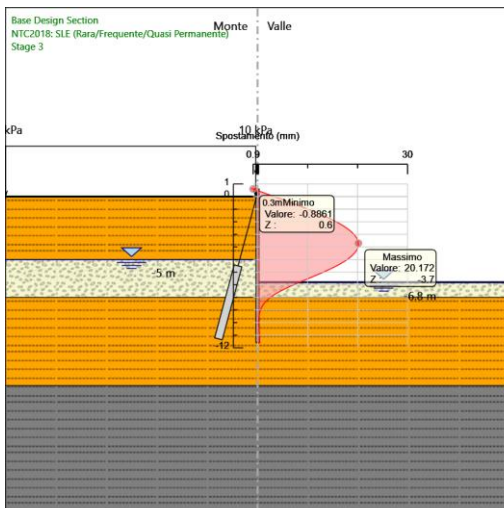 Base Design Section
NTC2018: SLE (Rara/Frequente/Quasi Permanente)
Stage 3
Monte
Valle
kPa
10 kPa
Spostamento (mm)
0.9
30
1
0
0.3m
Minimo
Valore: -0.8861
Z : 0.6
Massimo
Valore: 20.172
Z -3.7
-5 m
-6.8 m
-12